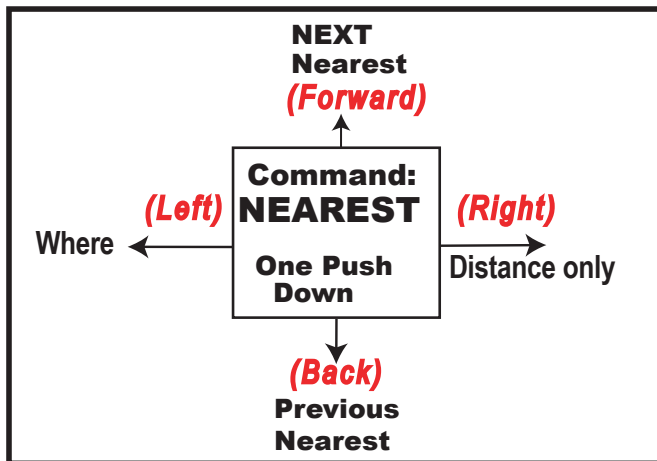 NEXT
Nearest
(Forward)
Command:
(Left)
NEAREST
(Right)
Where
One Push
Down
Distance only
(Back)
Previous
Nearest